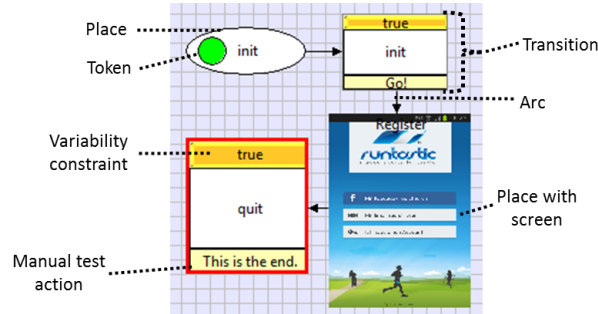 Place
Token
init
true
init
Go!
Transition
Arc
Register
runtastic
Variability
constraint
true
quit
This is the end.
Manual test
action
Place with
screen